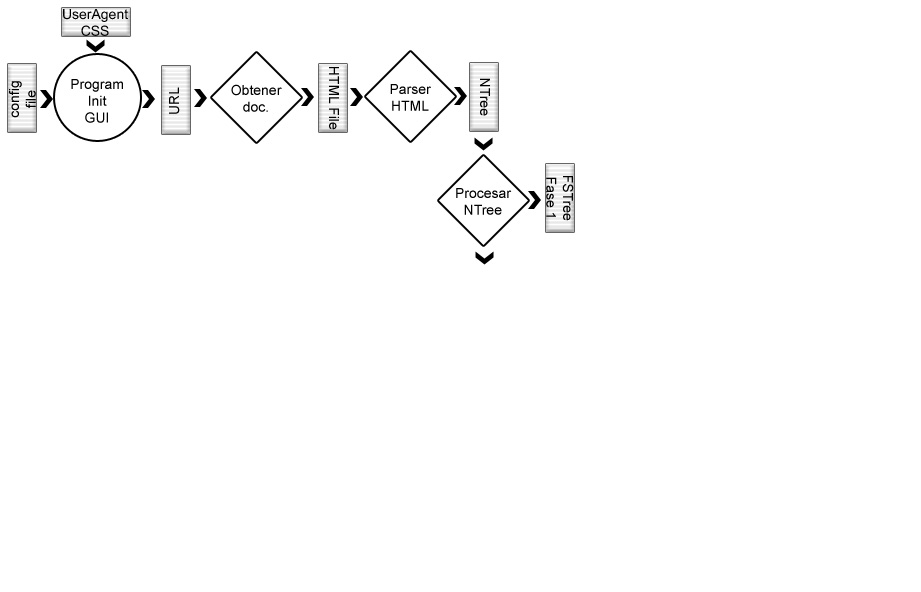 UserAgent
CSS
config
file
Program
Init
GUI
URL
Obtener
doc.
HTML File
Parser
HTML
NTree
Procesar
NTree
FSTree
Fase 1